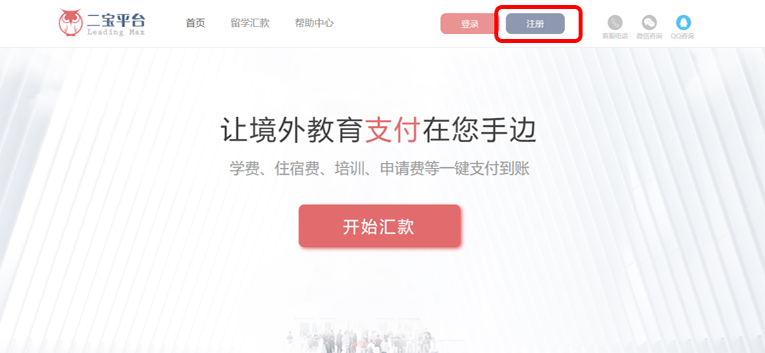 二宝平台
Leading Max
首页
留学汇款
帮助中心
登录
注册
客服电话
微信咨询
QQ咨询
让境外教育支付在您手边
学费、住宿费、培训、申请费等一键支付到账
开始汇款